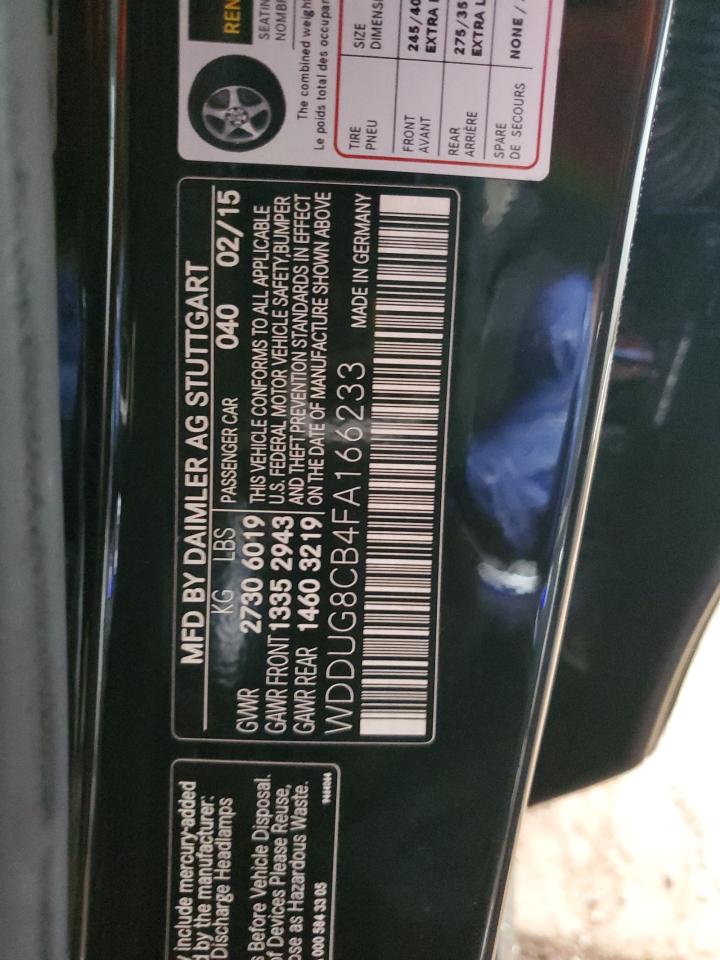 y include mercury-added
d by the manufacturer:
Discharge Headlamps
s Before Vehicle Disposal.
of Devices Please Reuse,
ose as Hazardous Waste.
000 584 33 05
MFD BY DAIMLER AG STUTTGART
KG LBS PASSENGER CAR 040 02/15
GVWR 2730 6019
GAWR FRONT 1335 2943
GAWR REAR 1460 3219
THIS VEHICLE CONFORMS TO ALL APPLICABLE
U.S. FEDERAL MOTOR VEHICLE SAFETY,BUMPER
AND THEFT PREVENTION STANDARDS IN EFFECT
ON THE DATE OF MANUFACTURE SHOWN ABOVE
WDDUG8CB4FA166233 MADE IN GERMANY
REN
SEATIN
NOMBR
The combined weight
Le poids total des occupan
TIRE SIZE
PNEU DIMENSI
FRONT 245/40
AVANT EXTRA
REAR 275/35
ARRIÈRE EXTRA L
SPARE NONE /
DE SECOURS